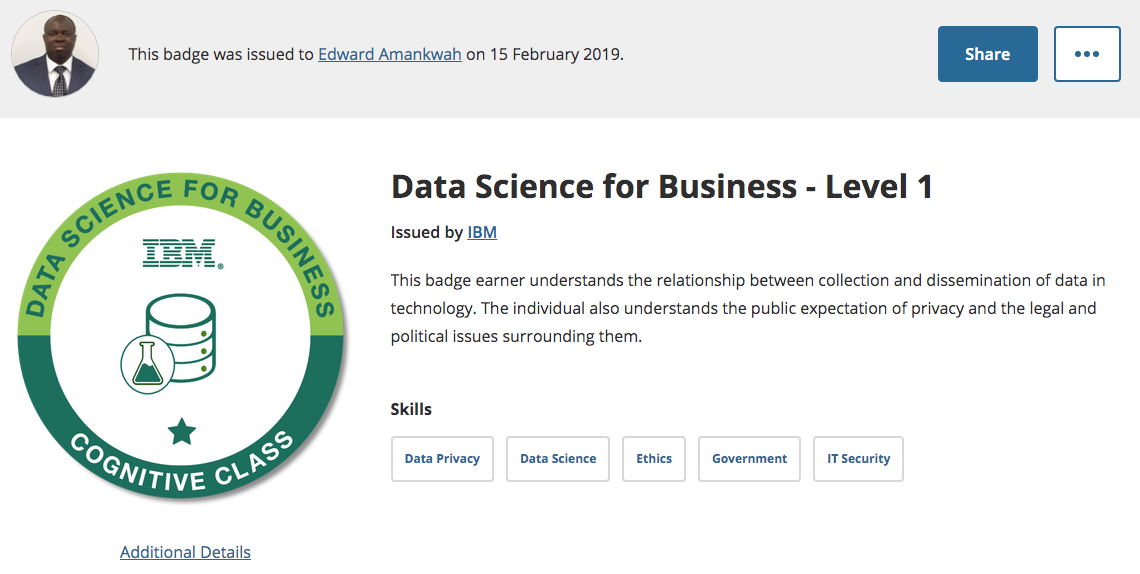 This badge was issued to Edward Amankwah on 15 February 2019.
Share
DATA SCIENCE FOR BUSINESS
IBM®
COGNITIVE CLASS
Additional Details
Data Science for Business - Level 1
Issued by IBM
This badge earner understands the relationship between collection and dissemination of data in
technology. The individual also understands the public expectation of privacy and the legal and
political issues surrounding them.
Skills
Data Privacy
Data Science
Ethics
Government
IT Security